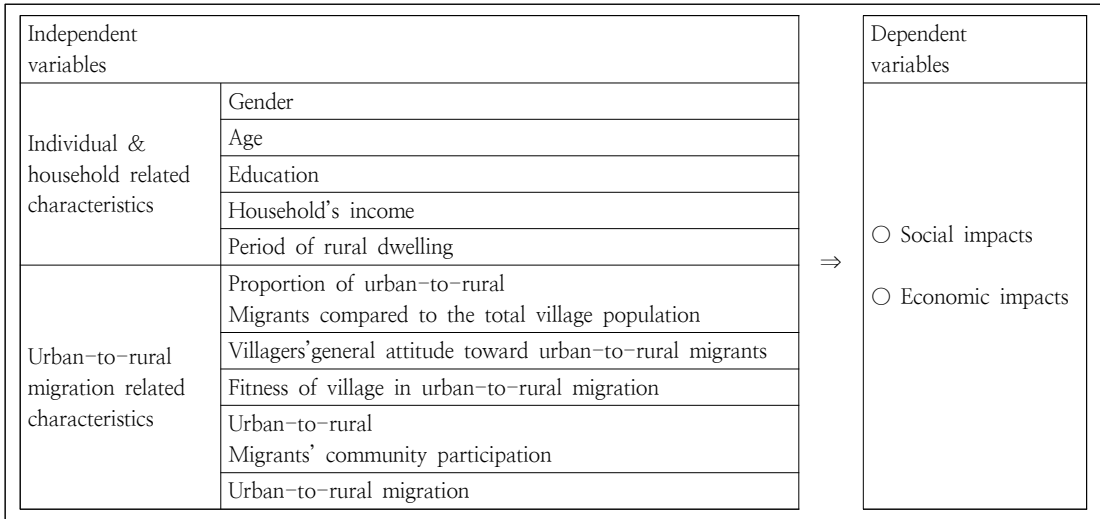 Independent
variables
Individual &
household related
characteristics
Gender
Age
Education
Household's income
Period of rural dwelling
Urban-to-rural
migration related
characteristics
Proportion of urban-to-rural
Migrants compared to the total village population
Villagers'general attitude toward urban-to-rural migrants
Fitness of village in urban-to-rural migration
Urban-to-rural
Migrants' community participation
Urban-to-rural migration
⇒
Dependent
variables
○ Social impacts
○ Economic impacts